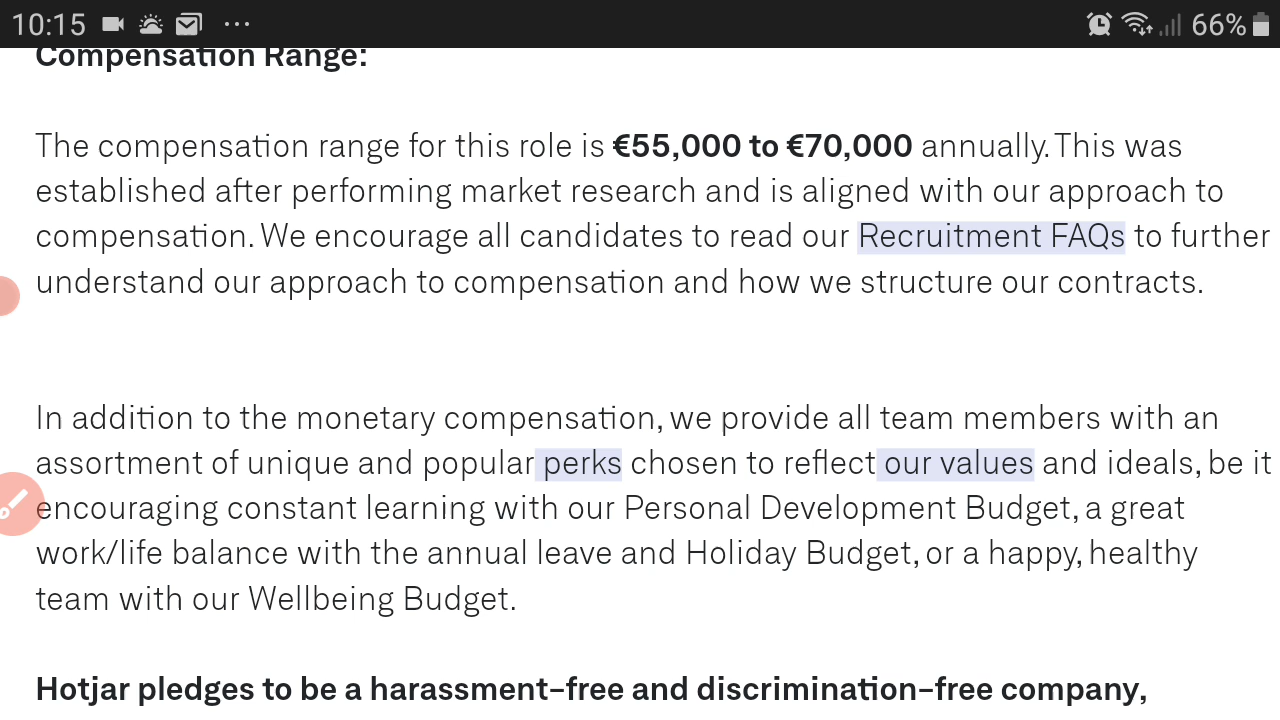 10:15 66%
Compensation Range:
The compensation range for this role is €55,000 to €70,000 annually. This was
established after performing market research and is aligned with our approach to
compensation. We encourage all candidates to read our Recruitment FAQs to further
understand our approach to compensation and how we structure our contracts.
In addition to the monetary compensation, we provide all team members with an
assortment of unique and popular perks chosen to reflect our values and ideals, be it
encouraging constant learning with our Personal Development Budget, a great
work/life balance with the annual leave and Holiday Budget, or a happy, healthy
team with our Wellbeing Budget.
Hotjar pledges to be a harassment-free and discrimination-free company,